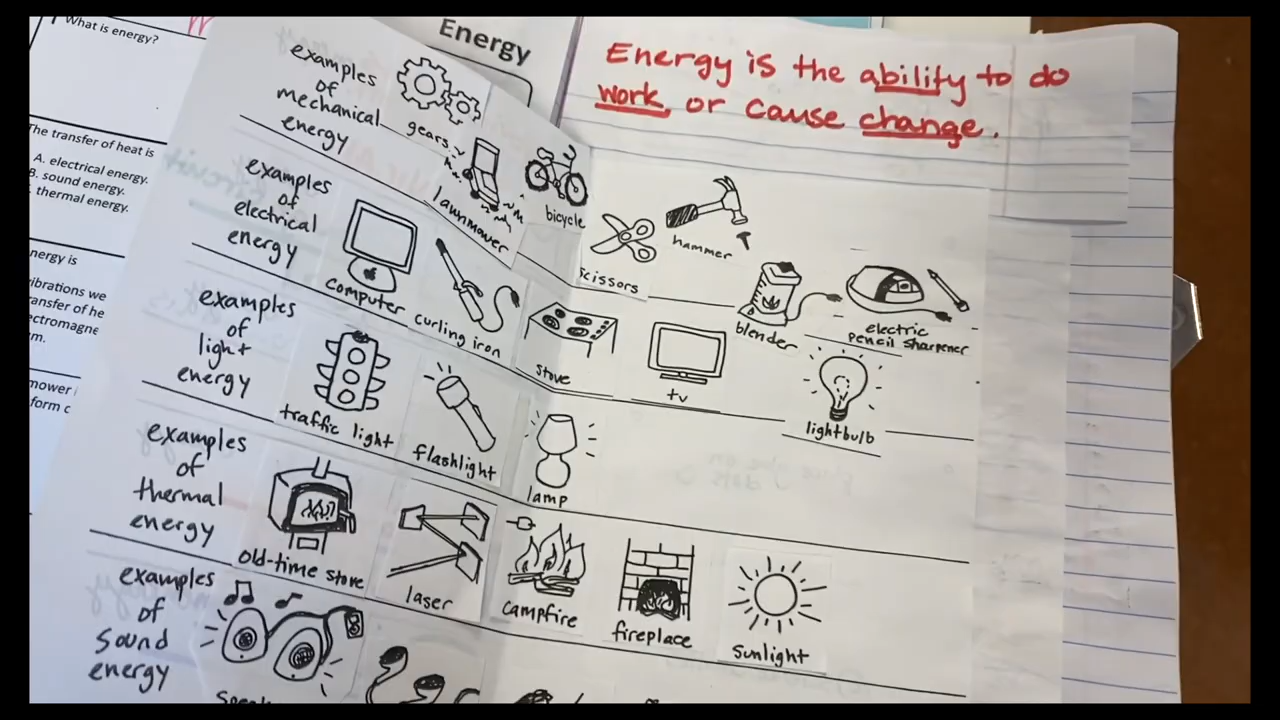 What is energy?
The transfer of heat is
A. electrical energy.
B. sound energy.
thermal energy.
nergy is
ibrations we
ransfer of he
ectromagne
m.
mower
form c
Energy
Energy is the ability to do
work, or cause change.
examples
of
mechanical
energy
gears
lawnmower
bicycle
scissors
hammer
examples
of
electrical
energy
computer
curling iron
stove
tv
blender
electric
pencil sharpener
lightbulb
examples
of
light
energy
traffic light
flashlight
lamp
examples
of
thermal
energy
old-time stove
laser
campfire
fireplace
sunlight
examples
of
sound
energy